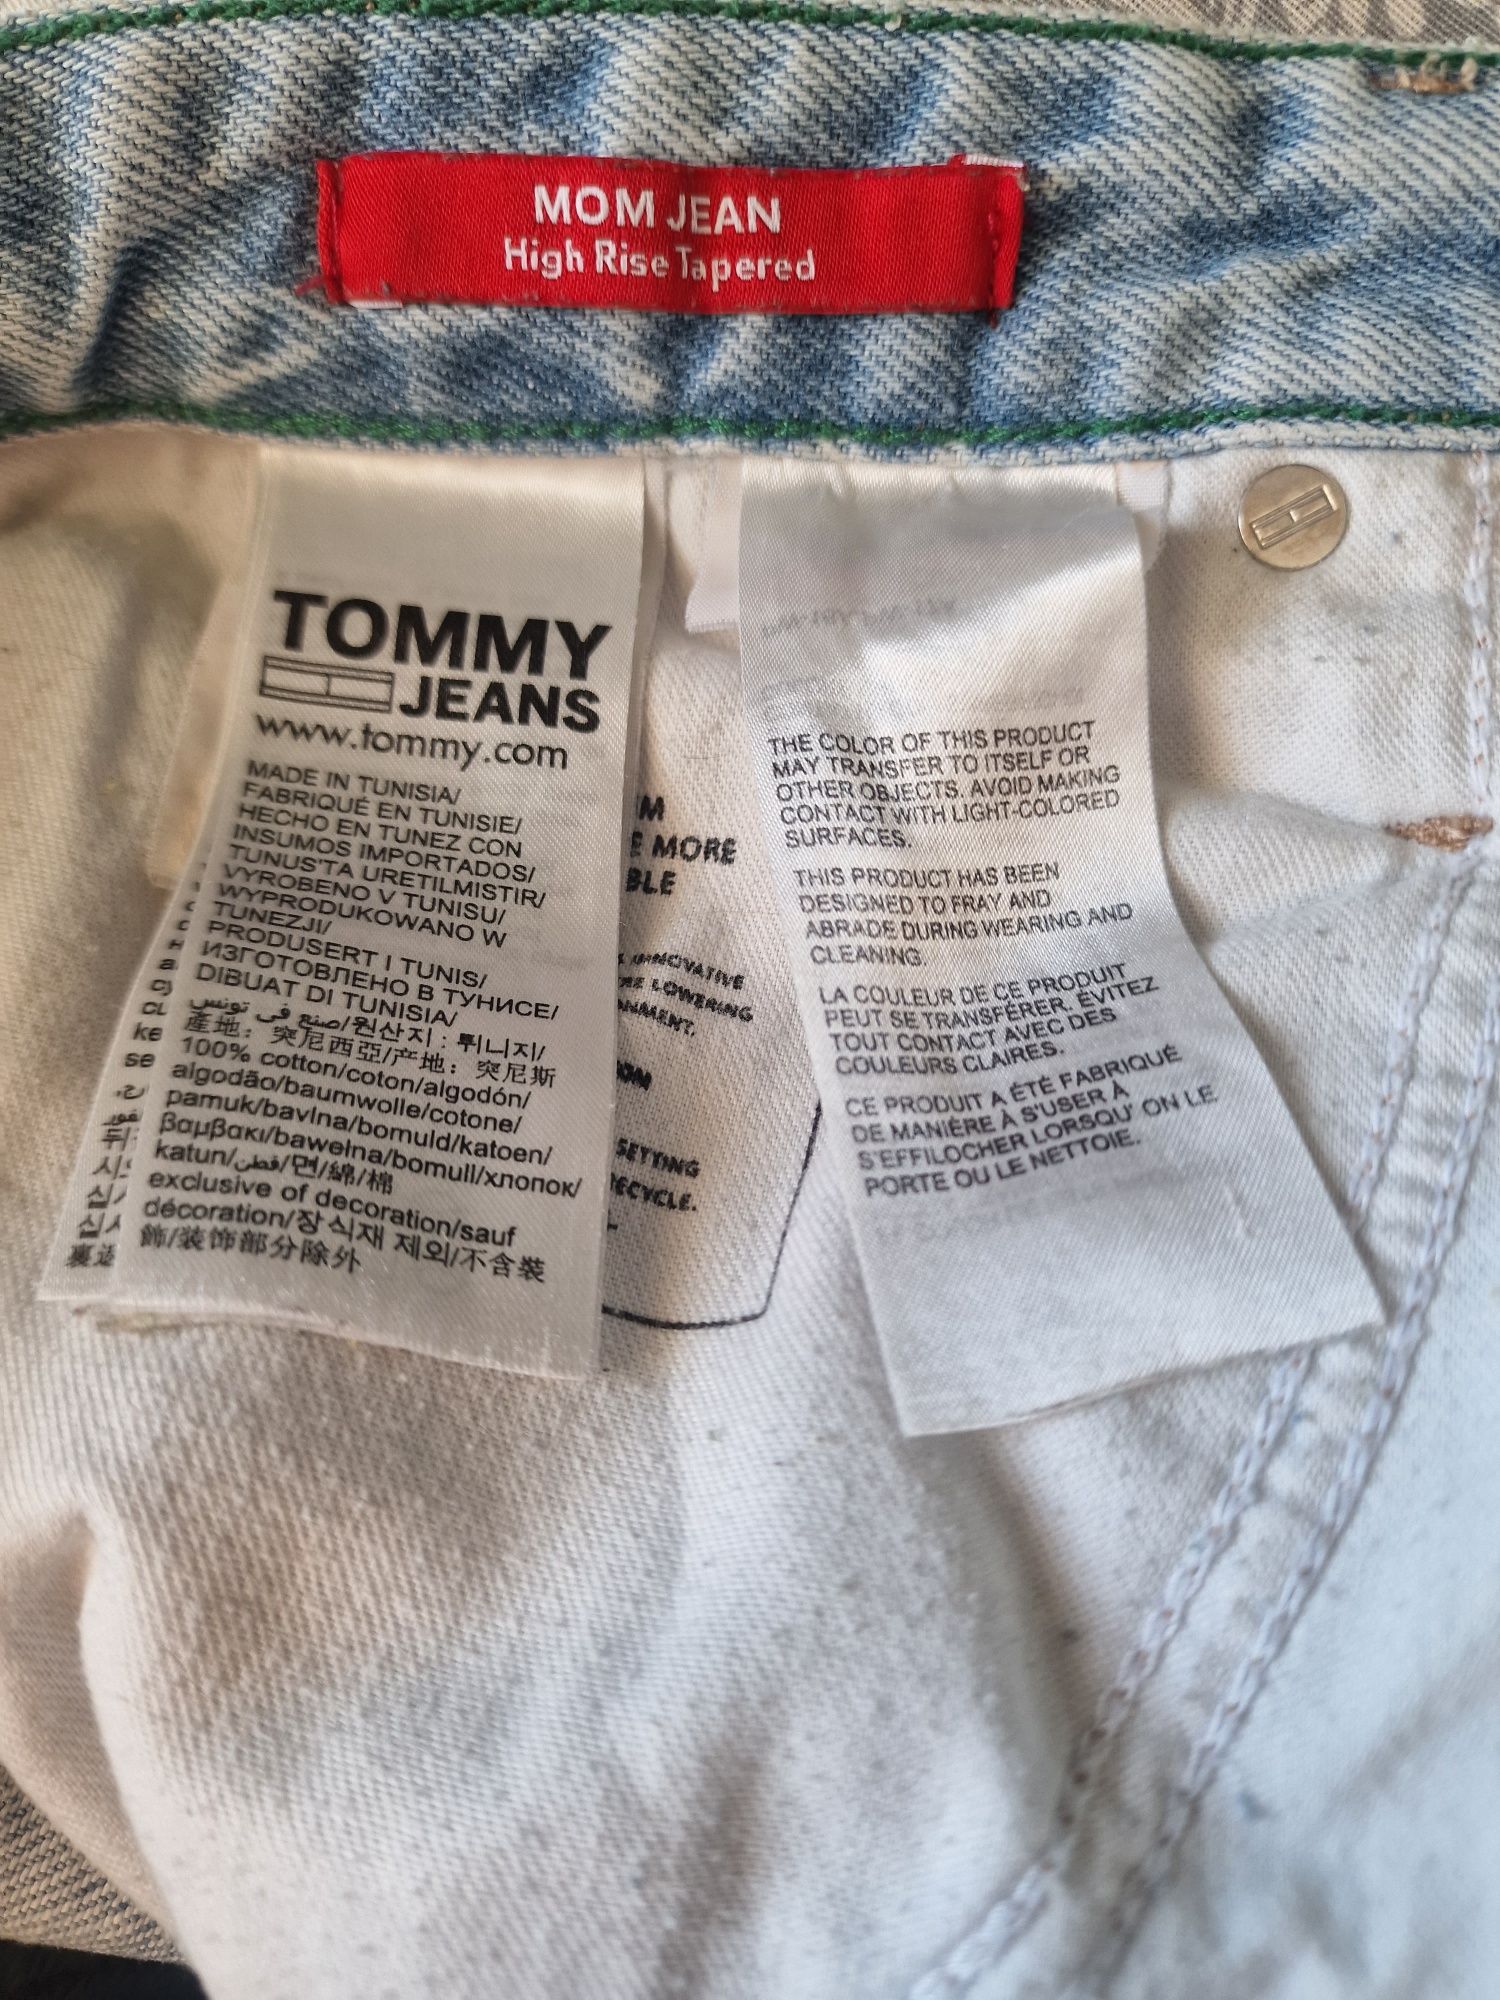 MOM JEAN
High Rise Tapered
TOMMY
JEANS
www.tommy.com
MADE IN TUNISIA/
FABRIQUÉ EN TUNISIE/
HECHO EN TUNEZ CON
INSUMOS IMPORTADOS/
TUNUS'TA URETILMISTIR/
VYROBENO V TUNISU/
WYPRODUKOWANO W
TUNEZJI/
PRODUSERT I TUNIS/
ИЗГОТОВЛЕНО В ТУНИСЕ/
DIBUAT DI TUNISIA/
صنع في تونس/원산지 : 튀니지/
產地：突尼西亞/产地：突尼斯
100% cotton/coton/algodón/
algodão/baumwolle/cotone/
pamuk/bavlna/bomuld/katoen/
βαμβακι/bawełna/bomull/хлопок/
katun/قطن/면/綿/棉
exclusive of decoration/sauf
décoration/장식재 제외/不含裝
飾/装饰部分除外
MORE
INNOVATIVE
LOWERING
THE COLOR OF THIS PRODUCT
MAY TRANSFER TO ITSELF OR
OTHER OBJECTS. AVOID MAKING
CONTACT WITH LIGHT-COLORED
SURFACES.
THIS PRODUCT HAS BEEN
DESIGNED TO FRAY AND
ABRADE DURING WEARING AND
CLEANING.
LA COULEUR DE CE PRODUIT
PEUT SE TRANSFÉRER. ÉVITEZ
TOUT CONTACT AVEC DES
COULEURS CLAIRES.
CE PRODUIT A ÉTÉ FABRIQUÉ
DE MANIÈRE À S'USER À
S'EFFILOCHER LORSQU' ON LE
PORTE OU LE NETTOIE.